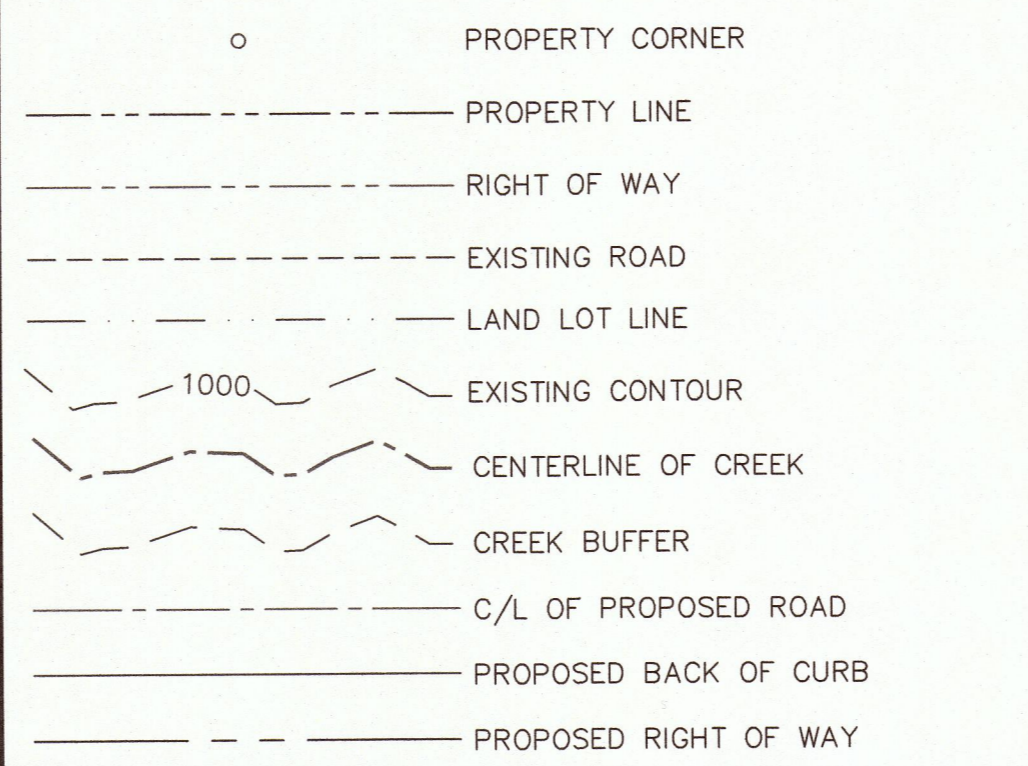 PROPERTY CORNER
PROPERTY LINE
RIGHT OF WAY
EXISTING ROAD
LAND LOT LINE
1000 EXISTING CONTOUR
CENTERLINE OF CREEK
CREEK BUFFER
C/L OF PROPOSED ROAD
PROPOSED BACK OF CURB
PROPOSED RIGHT OF WAY